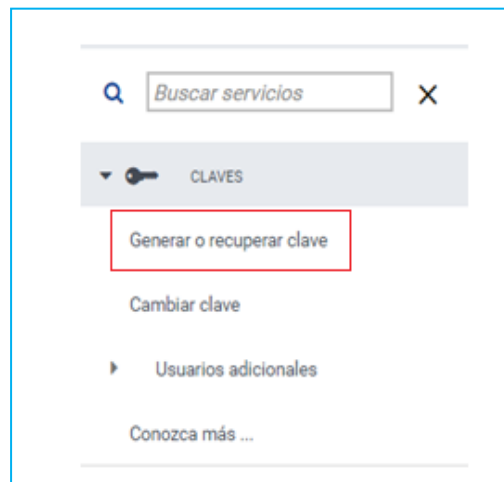 Buscar servicios
CLAVES
Generar o recuperar clave
Cambiar clave
Usuarios adicionales
Conozca más ...